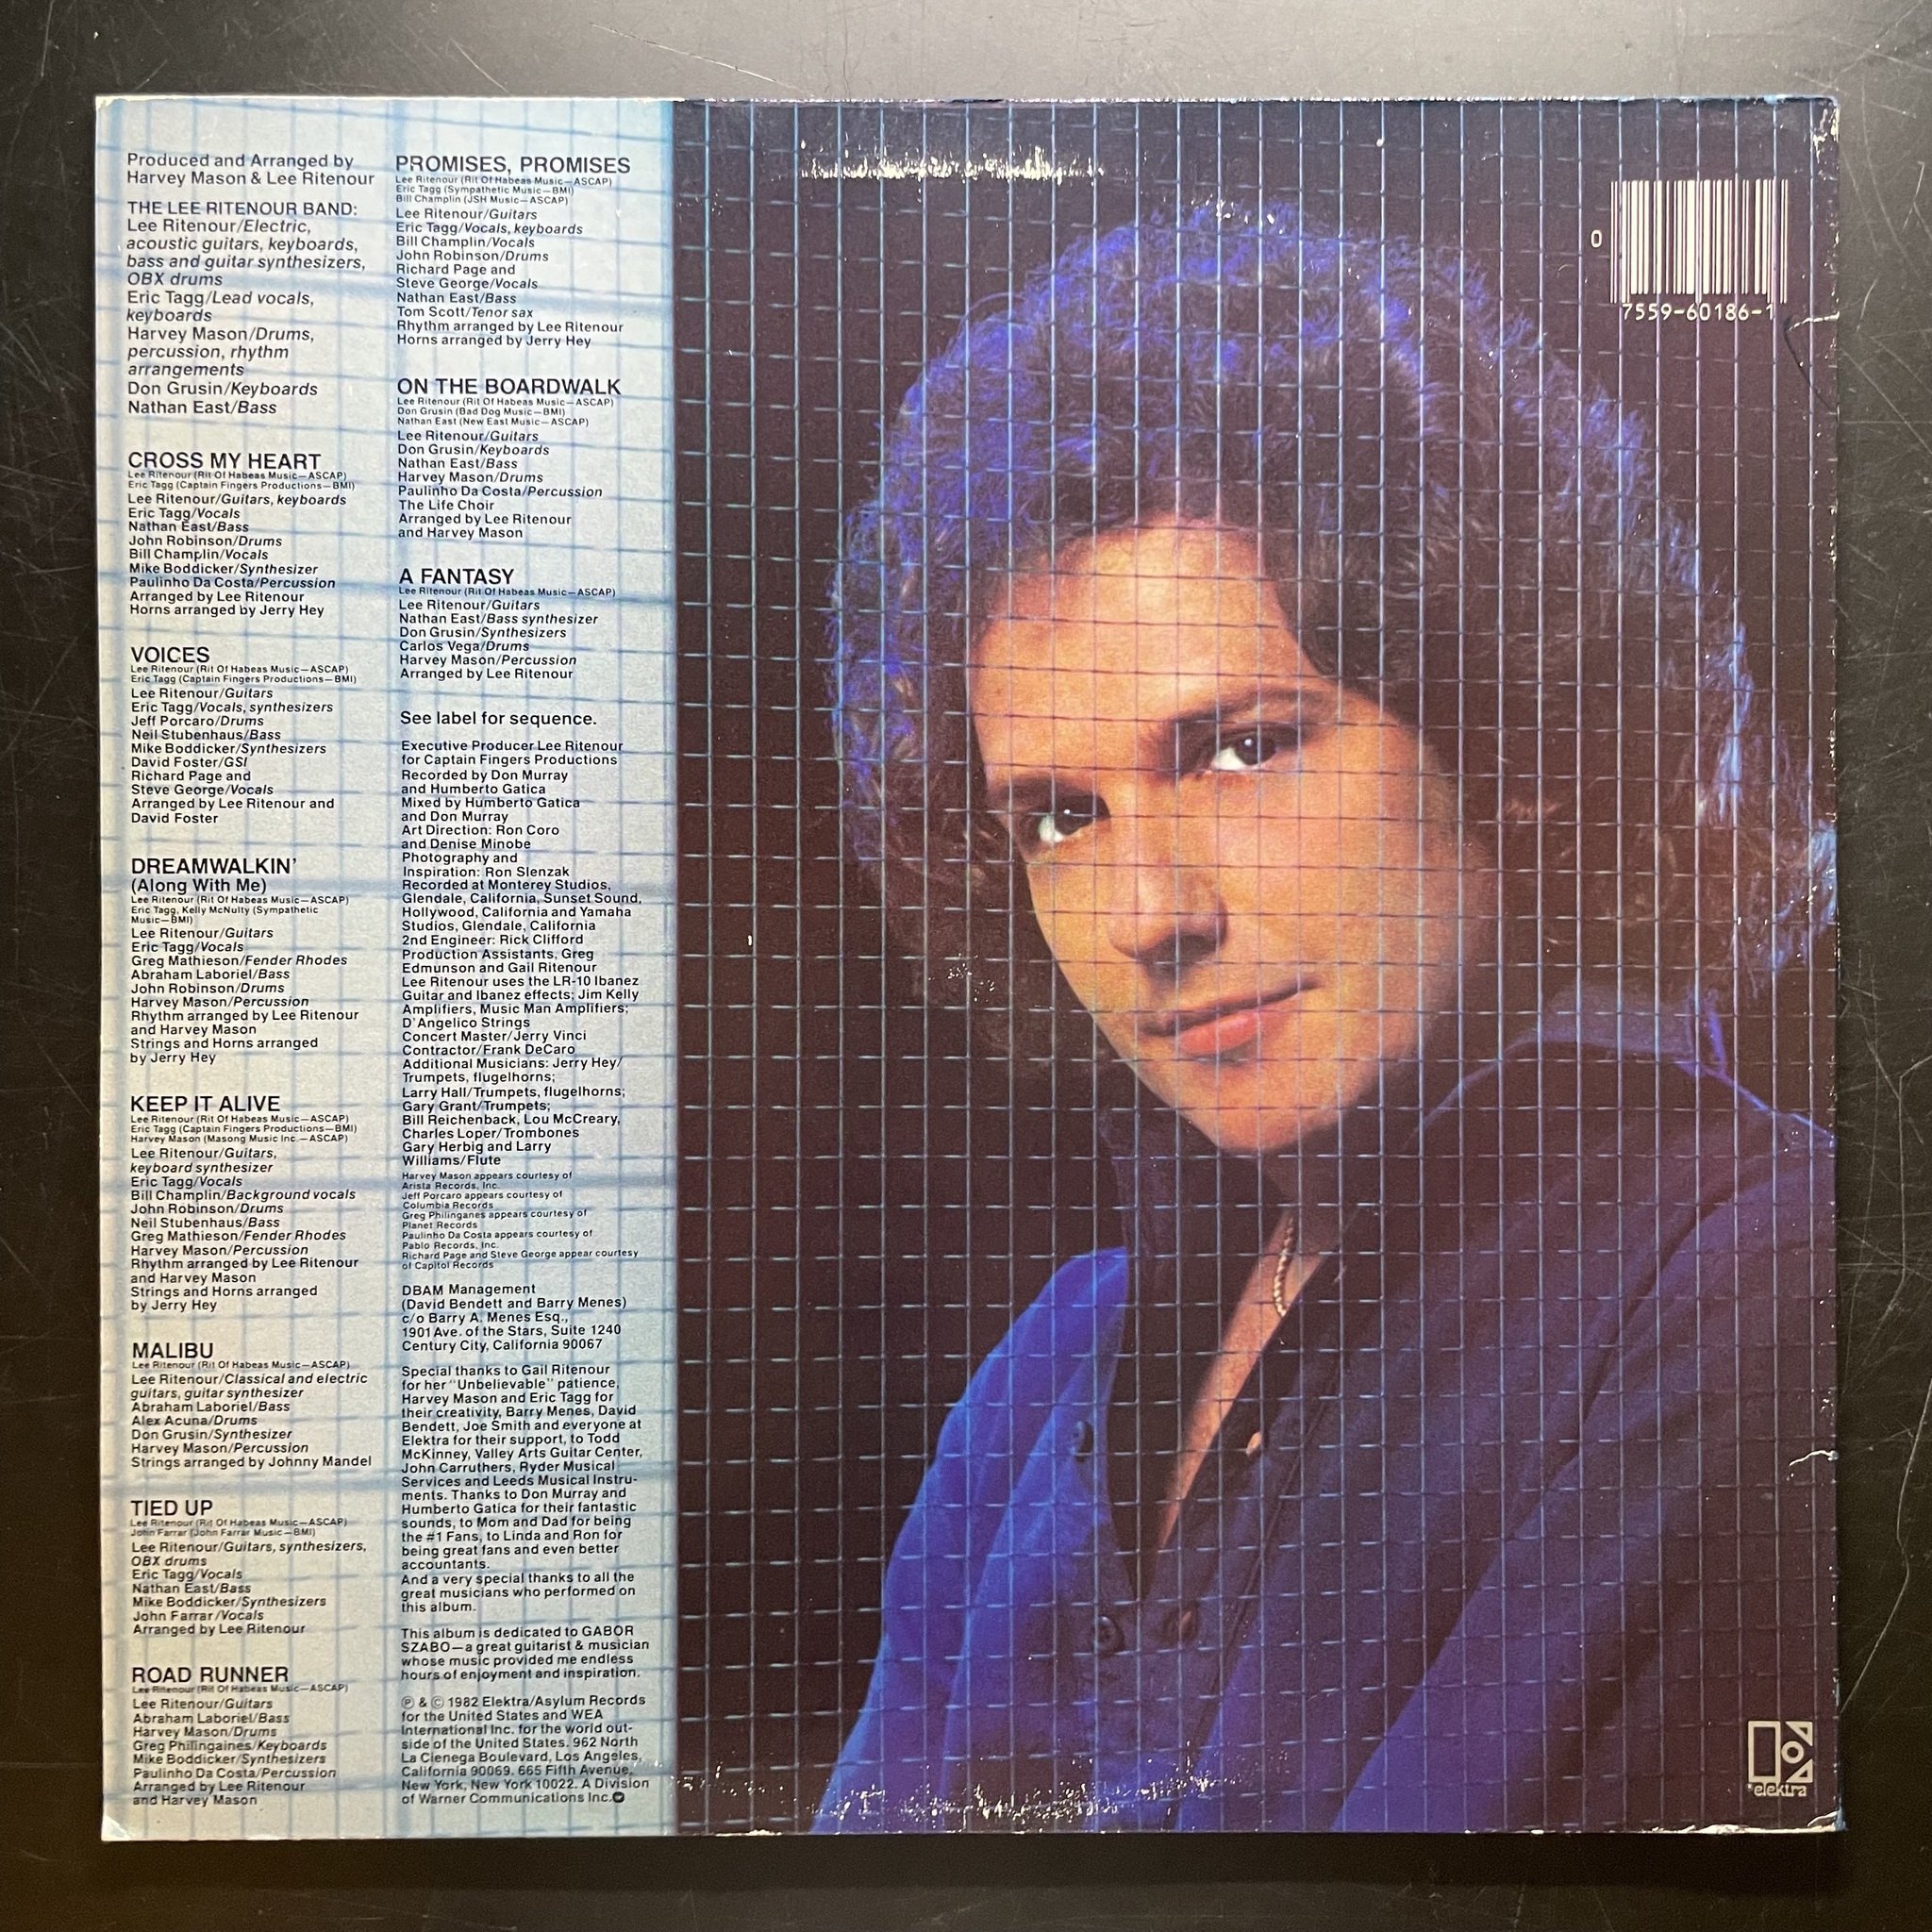 Produced and Arranged by
Harvey Mason & Lee Ritenour
THE LEE RITENOUR BAND:
Lee Ritenour/Electric,
acoustic guitars, keyboards,
bass and guitar synthesizers,
OBX drums
Eric Tagg/Lead vocals,
keyboards
Harvey Mason/Drums,
percussion, rhythm
arrangements
Don Grusin/Keyboards
Nathan East/Bass
CROSS MY HEART
Lee Ritenour (Rit Of Habeas Music—ASCAP)
Eric Tagg (Captain Fingers Productions—BMI)
Lee Ritenour/Guitars, keyboards
Eric Tagg/Vocals
Nathan East/Bass
John Robinson/Drums
Bill Champlin/Vocals
Mike Boddicker/Synthesizer
Paulinho Da Costa/Percussion
Arranged by Lee Ritenour
Horns arranged by Jerry Hey
VOICES
Lee Ritenour (Rit Of Habeas Music—ASCAP)
Eric Tagg (Captain Fingers Productions—BMI)
Lee Ritenour/Guitars
Eric Tagg/Vocals, synthesizers
Jeff Porcaro/Drums
Neil Stubenhaus/Bass
Mike Boddicker/Synthesizers
David Foster/GSI
Richard Page and
Steve George/Vocals
Arranged by Lee Ritenour and
David Foster
DREAMWALKIN'
(Along With Me)
Lee Ritenour (Rit Of Habeas Music—ASCAP)
Eric Tagg, Kelly McNulty (Sympathetic
Music—BMI)
Lee Ritenour/Guitars
Eric Tagg/Vocals
Greg Mathieson/Fender Rhodes
Abraham Laboriel/Bass
John Robinson/Drums
Harvey Mason/Percussion
Rhythm arranged by Lee Ritenour
and Harvey Mason
Strings and Horns arranged
by Jerry Hey
KEEP IT ALIVE
Lee Ritenour (Rit Of Habeas Music—ASCAP)
Eric Tagg (Captain Fingers Productions—BMI)
Harvey Mason (Masong Music Inc.—ASCAP)
Lee Ritenour/Guitars,
keyboard synthesizer
Eric Tagg/Vocals
Bill Champlin/Background vocals
John Robinson/Drums
Neil Stubenhaus/Bass
Greg Mathieson/Fender Rhodes
Harvey Mason/Percussion
Rhythm arranged by Lee Ritenour
and Harvey Mason
Strings and Horns arranged
by Jerry Hey
MALIBU
Lee Ritenour (Rit Of Habeas Music—ASCAP)
Lee Ritenour/Classical and electric
guitars, guitar synthesizer
Abraham Laboriel/Bass
Alex Acuna/Drums
Don Grusin/Synthesizer
Harvey Mason/Percussion
Strings arranged by Johnny Mandel
TIED UP
Lee Ritenour (Rit Of Habeas Music—ASCAP)
John Farrar (John Farrar Music—BMI)
Lee Ritenour/Guitars, synthesizers,
OBX drums
Eric Tagg/Vocals
Nathan East/Bass
Mike Boddicker/Synthesizers
John Farrar/Vocals
Arranged by Lee Ritenour
ROAD RUNNER
Lee Ritenour (Rit Of Habeas Music—ASCAP)
Lee Ritenour/Guitars
Abraham Laboriel/Bass
Harvey Mason/Drums
Greg Philingaines/Keyboards
Mike Boddicker/Synthesizers
Paulinho Da Costa/Percussion
Arranged by Lee Ritenour
and Harvey Mason
PROMISES, PROMISES
Lee Ritenour (Rit Of Habeas Music—ASCAP)
Eric Tagg (Sympathetic Music—BMI)
Bill Champlin (JSH Music—ASCAP)
Lee Ritenour/Guitars
Eric Tagg/Vocals, keyboards
Bill Champlin/Vocals
John Robinson/Drums
Richard Page and
Steve George/Vocals
Nathan East/Bass
Tom Scott/Tenor sax
Rhythm arranged by Lee Ritenour
Horns arranged by Jerry Hey
ON THE BOARDWALK
Lee Ritenour (Rit Of Habeas Music—ASCAP)
Don Grusin (Bad Dog Music—BMI)
Nathan East (New East Music—ASCAP)
Lee Ritenour/Guitars
Don Grusin/Keyboards
Nathan East/Bass
Harvey Mason/Drums
Paulinho Da Costa/Percussion
The Life Choir
Arranged by Lee Ritenour
and Harvey Mason
A FANTASY
Lee Ritenour (Rit Of Habeas Music—ASCAP)
Lee Ritenour/Guitars
Nathan East/Bass synthesizer
Don Grusin/Synthesizers
Carlos Vega/Drums
Harvey Mason/Percussion
Arranged by Lee Ritenour
See label for sequence.
Executive Producer Lee Ritenour
for Captain Fingers Productions
Recorded by Don Murray
and Humberto Gatica
Mixed by Humberto Gatica
and Don Murray
Art Direction: Ron Coro
and Denise Minobe
Photography and
Inspiration: Ron Slenzak
Recorded at Monterey Studios,
Glendale, California, Sunset Sound,
Hollywood, California and Yamaha
Studios, Glendale, California
2nd Engineer: Rick Clifford
Production Assistants, Greg
Edmunson and Gail Ritenour
Lee Ritenour uses the LR-10 Ibanez
Guitar and Ibanez effects; Jim Kelly
Amplifiers, Music Man Amplifiers;
D'Angelico Strings
Concert Master/Jerry Vinci
Contractor/Frank DeCaro
Additional Musicians: Jerry Hey/
Trumpets, flugelhorns;
Larry Hall/Trumpets, flugelhorns;
Gary Grant/Trumpets;
Bill Reichenback, Lou McCreary,
Charles Loper/Trombones
Gary Herbig and Larry
Williams/Flute
Harvey Mason appears courtesy of
Arista Records, Inc.
Jeff Porcaro appears courtesy of
Columbia Records
Greg Philinganes appears courtesy of
Planet Records
Paulinho Da Costa appears courtesy of
Pablo Records, Inc.
Richard Page and Steve George appear courtesy
of Capitol Records
DBAM Management
(David Bendett and Barry Menes)
c/o Barry A. Menes Esq.,
1901 Ave. of the Stars, Suite 1240
Century City, California 90067
Special thanks to Gail Ritenour
for her "Unbelievable" patience,
Harvey Mason and Eric Tagg for
their creativity, Barry Menes, David
Bendett, Joe Smith and everyone at
Elektra for their support, to Todd
McKinney, Valley Arts Guitar Center,
John Carruthers, Ryder Musical
Services and Leeds Musical Instru-
ments. Thanks to Don Murray and
Humberto Gatica for their fantastic
sounds, to Mom and Dad for being
the #1 Fans, to Linda and Ron for
being great fans and even better
accountants.
And a very special thanks to all the
great musicians who performed on
this album.
This album is dedicated to GABOR
SZABO—a great guitarist & musician
whose music provided me endless
hours of enjoyment and inspiration.
℗ & © 1982 Elektra/Asylum Records
for the United States and WEA
International Inc. for the world out-
side of the United States. 962 North
La Cienega Boulevard, Los Angeles,
California 90069. 665 Fifth Avenue,
New York, New York 10022. A Division
of Warner Communications Inc.
0
7559-60186-1
elektra